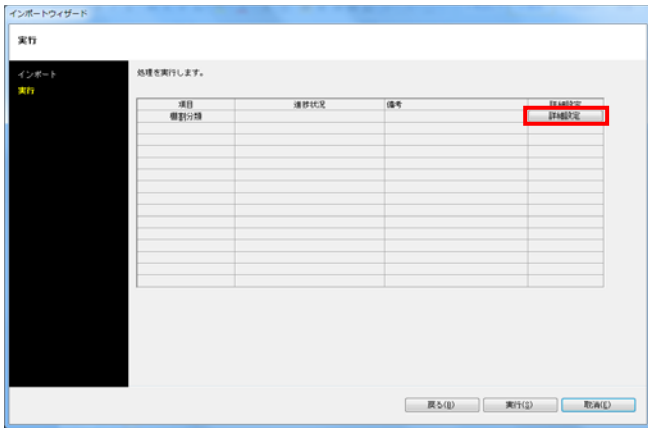 インポートウィザード
実行
インポート
処理を実行します。
実行
項目 進捗状況 備考 詳細設定
棚割分類 詳細設定
戻る(B) 実行(S) 取消(C)